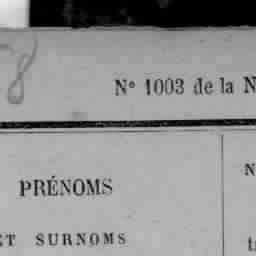 8
N° 1003 de la N
PRÉNOMS
N
ET SURNOMS